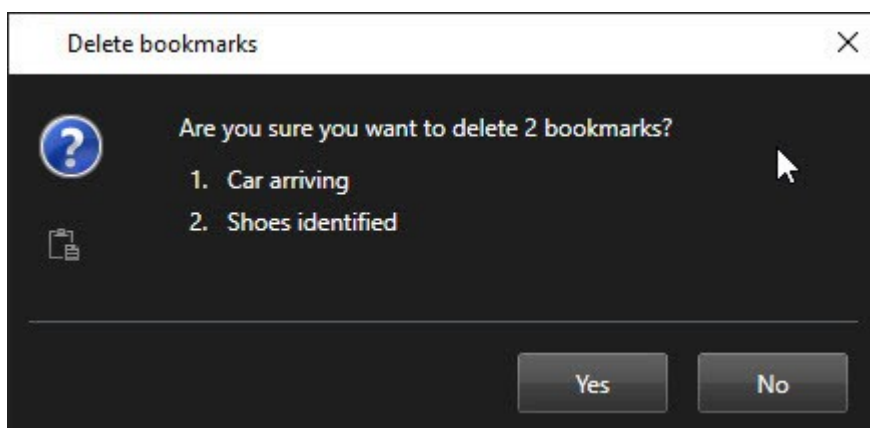 Delete bookmarks
Are you sure you want to delete 2 bookmarks?
1. Car arriving
2. Shoes identified
Yes No